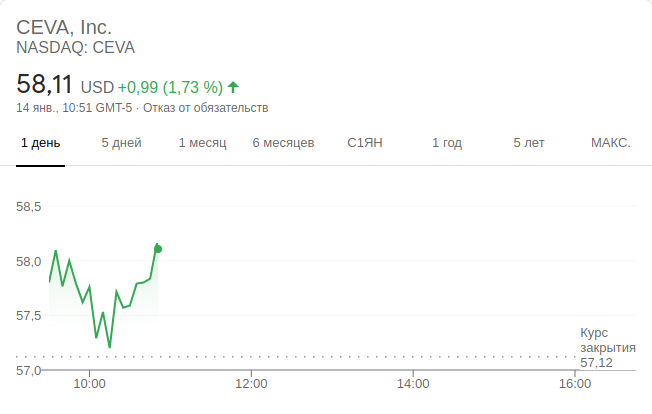 CEVA, Inc.
NASDAQ: CEVA
58,11 USD +0,99 (1,73 %)
14 янв., 10:51 GMT-5 · Отказ от обязательств
1 день 5 дней 1 месяц 6 месяцев С1ЯН 1 год 5 лет МАКС.
58,5
58,0
57,5
Курс
закрытия
57,12
57,0
10:00 12:00 14:00 16:00